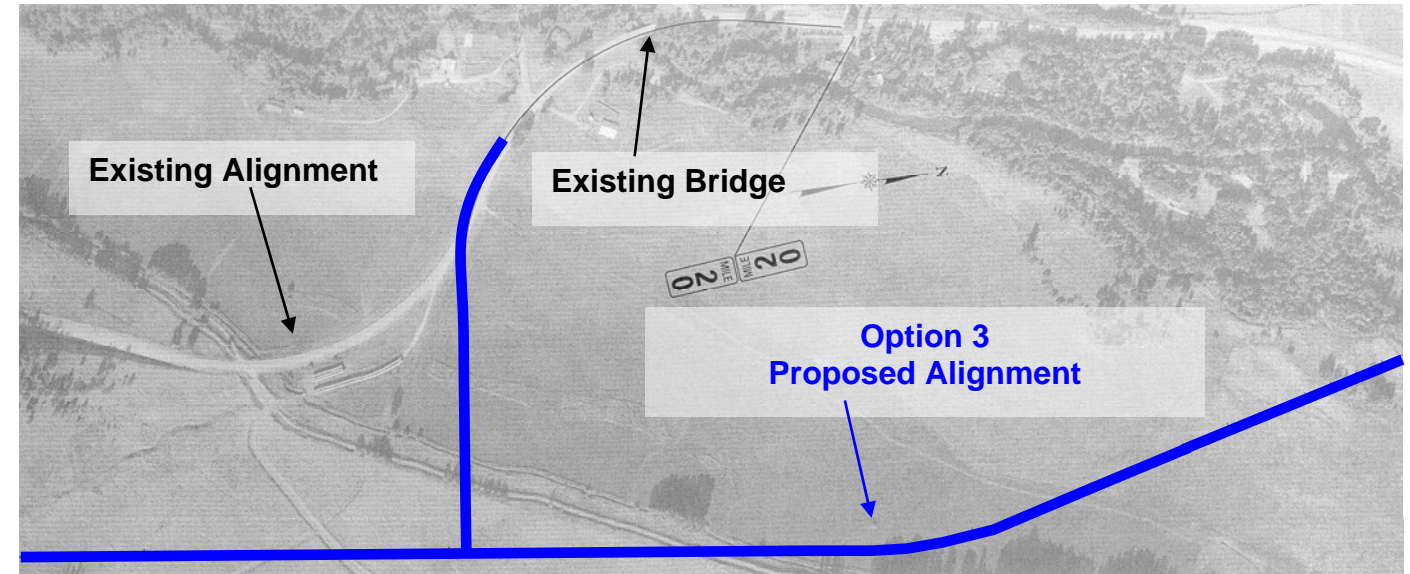 Existing Alignment
Existing Bridge
MILE 20
MILE 20
Option 3
Proposed Alignment